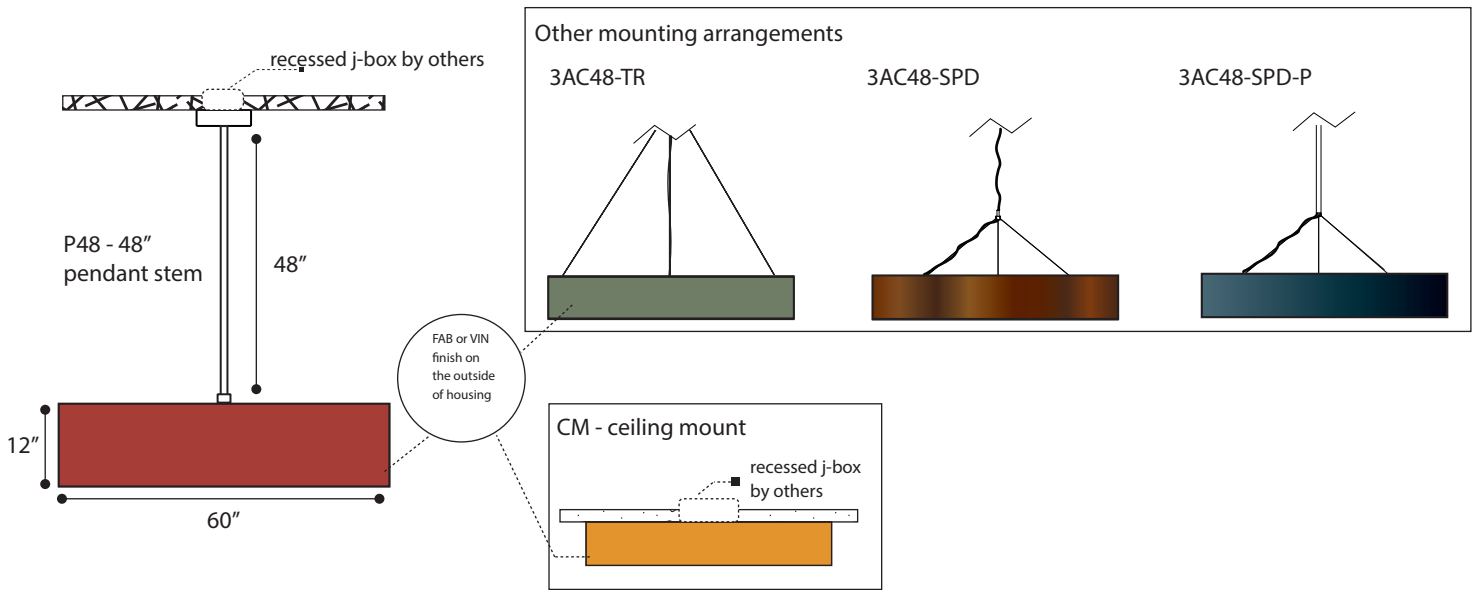 recessed j-box by others
P48 - 48”
pendant stem
48”
12”
60”
FAB or VIN
finish on
the outside
of housing
Other mounting arrangements
3AC48-TR
3AC48-SPD
3AC48-SPD-P
CM - ceiling mount
recessed j-box
by others